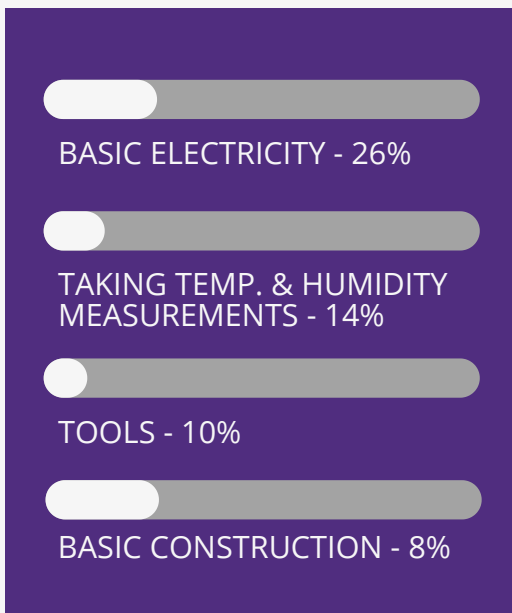 BASIC ELECTRICITY - 26%
TAKING TEMP. & HUMIDITY
MEASUREMENTS - 14%
TOOLS - 10%
BASIC CONSTRUCTION - 8%